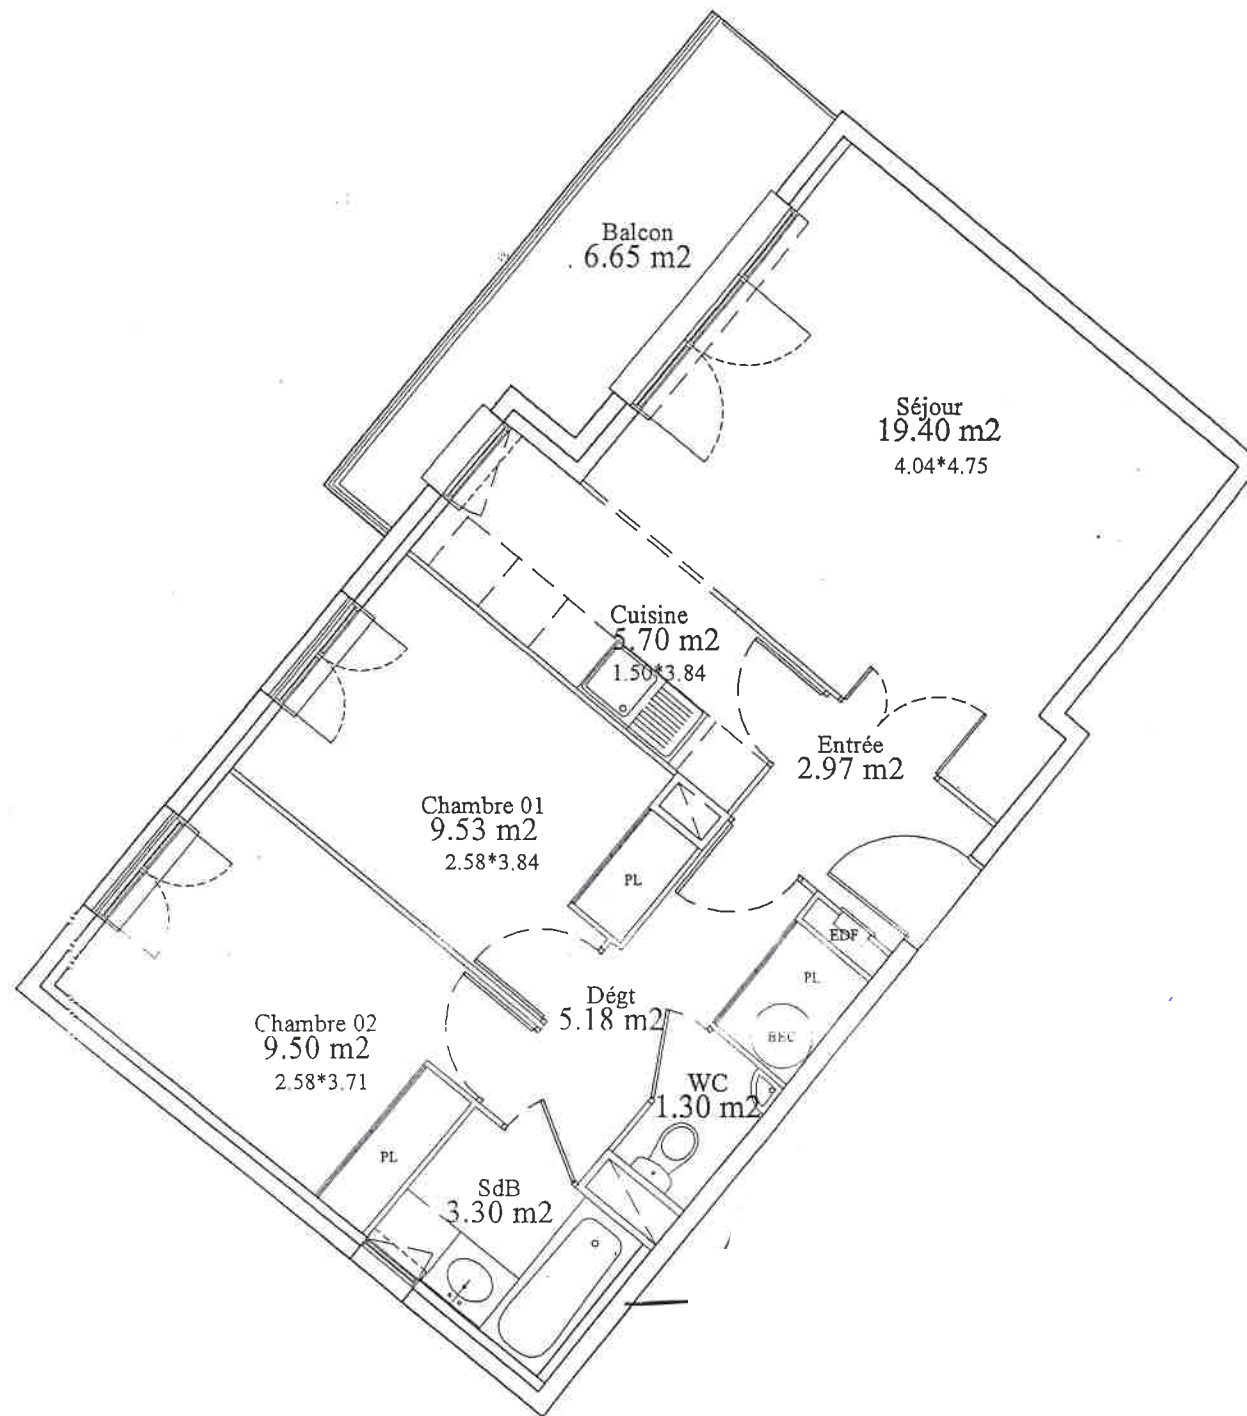 Balcon
6.65 m2
Séjour
19.40 m2
4.04*4.75
Cuisine
5.70 m2
1.50*3.84
Entrée
2.97 m2
Chambre 01
9.53 m2
2.58*3.84
PL
EDF
PL
BEC
Dégt
5.18 m2
Chambre 02
9.50 m2
2.58*3.71
WC
1.30 m2
PL
SdB
3.30 m2